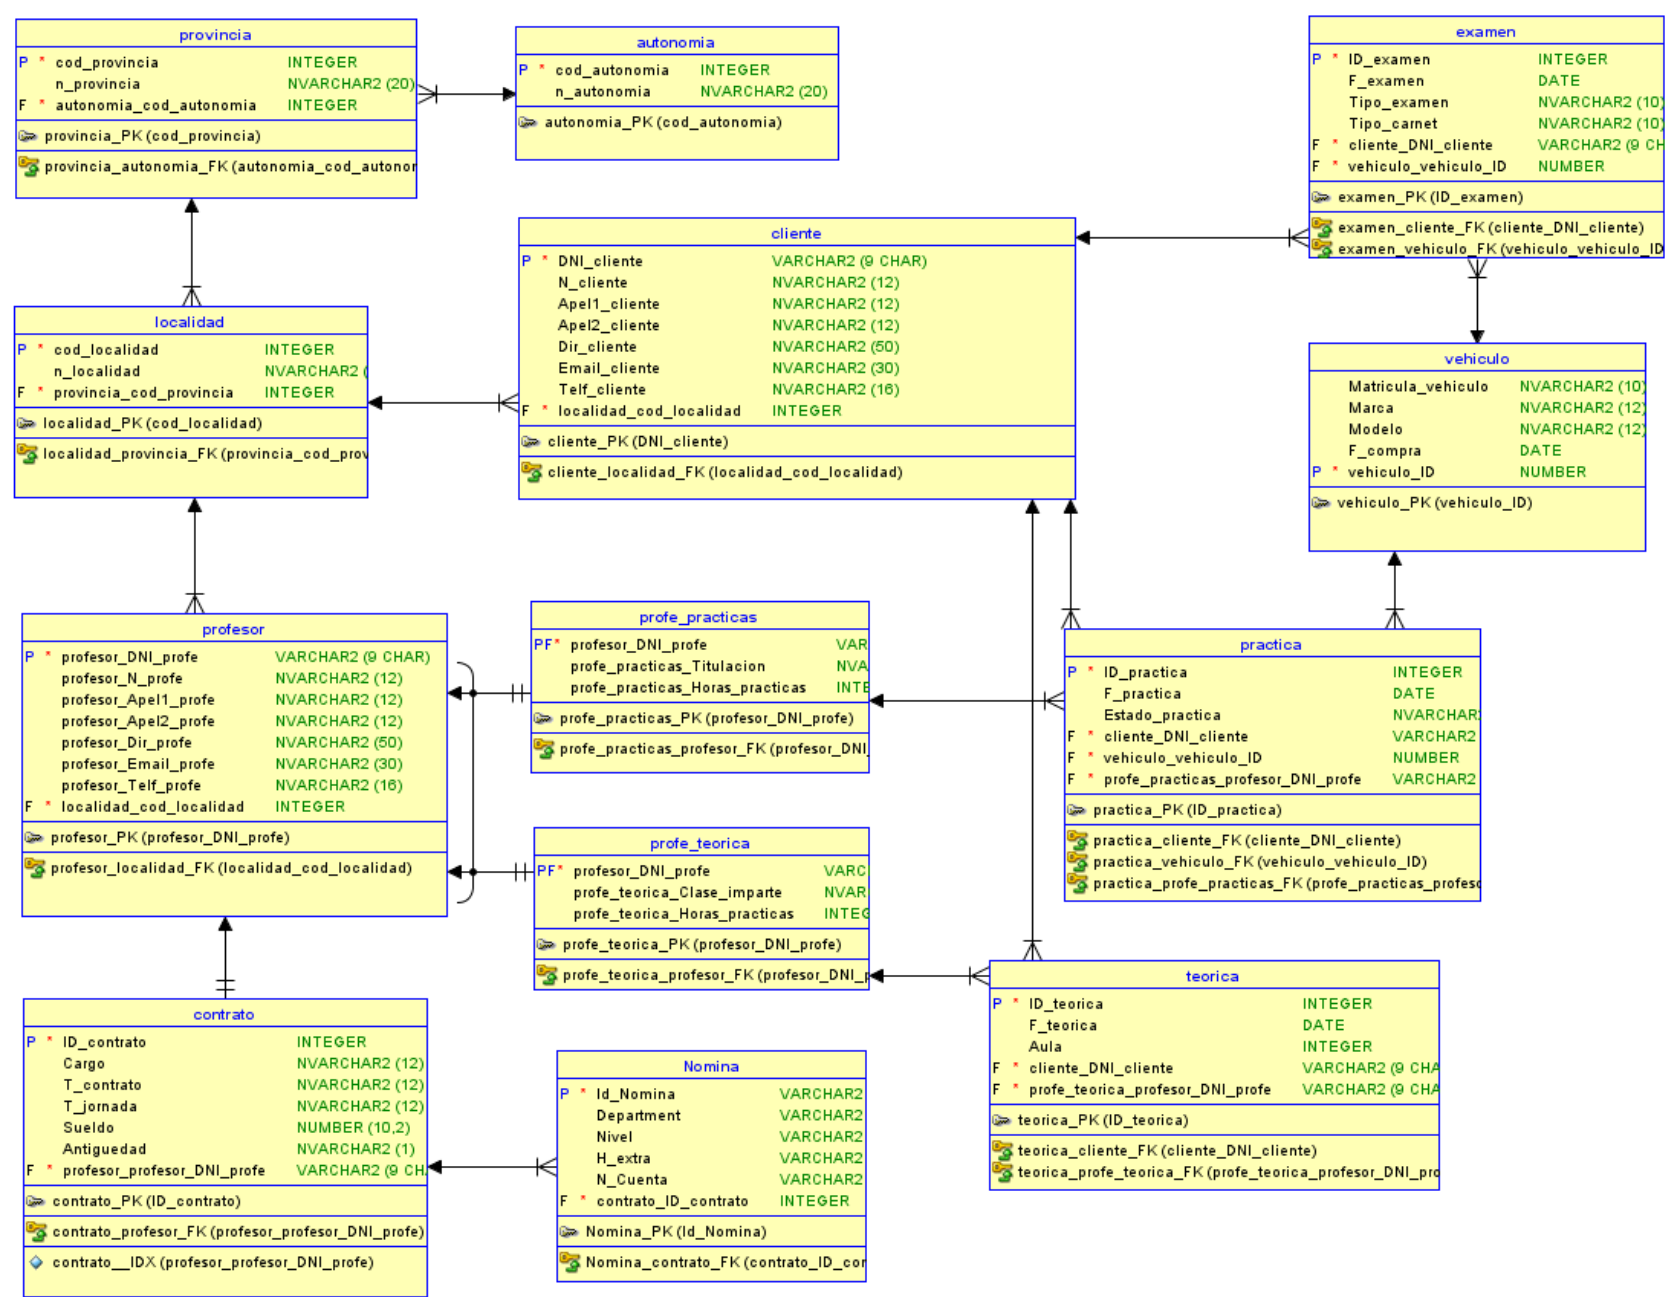 provincia
P * cod_provincia INTEGER
n_provincia NVARCHAR2 (20)
F * autonomia_cod_autonomia INTEGER
provincia_PK (cod_provincia)
provincia_autonomia_FK (autonomia_cod_autonor
autonomia
P * cod_autonomia INTEGER
n_autonomia NVARCHAR2 (20)
autonomia_PK (cod_autonomia)
examen
P * ID_examen INTEGER
F_examen DATE
Tipo_examen NVARCHAR2 (10)
Tipo_carnet NVARCHAR2 (10)
F * cliente_DNI_cliente VARCHAR2 (9 CH
F * vehiculo_vehiculo_ID NUMBER
examen_PK (ID_examen)
examen_cliente_FK (cliente_DNI_cliente)
examen_vehiculo_FK (vehiculo_vehiculo_ID
cliente
P * DNI_cliente VARCHAR2 (9 CHAR)
N_cliente NVARCHAR2 (12)
Apel1_cliente NVARCHAR2 (12)
Apel2_cliente NVARCHAR2 (12)
Dir_cliente NVARCHAR2 (50)
Email_cliente NVARCHAR2 (30)
Telf_cliente NVARCHAR2 (16)
F * localidad_cod_localidad INTEGER
cliente_PK (DNI_cliente)
cliente_localidad_FK (localidad_cod_localidad)
localidad
P * cod_localidad INTEGER
n_localidad NVARCHAR2 (
F * provincia_cod_provincia INTEGER
localidad_PK (cod_localidad)
localidad_provincia_FK (provincia_cod_prov
vehiculo
Matricula_vehiculo NVARCHAR2 (10)
Marca NVARCHAR2 (12)
Modelo NVARCHAR2 (12)
F_compra DATE
P * vehiculo_ID NUMBER
vehiculo_PK (vehiculo_ID)
profesor
P * profesor_DNI_profe VARCHAR2 (9 CHAR)
profesor_N_profe NVARCHAR2 (12)
profesor_Apel1_profe NVARCHAR2 (12)
profesor_Apel2_profe NVARCHAR2 (12)
profesor_Dir_profe NVARCHAR2 (50)
profesor_Email_profe NVARCHAR2 (30)
profesor_Telf_profe NVARCHAR2 (16)
F * localidad_cod_localidad INTEGER
profesor_PK (profesor_DNI_profe)
profesor_localidad_FK (localidad_cod_localidad)
profe_practicas
PF* profesor_DNI_profe VAR
profe_practicas_Titulacion NVA
profe_practicas_Horas_practicas INTE
profe_practicas_PK (profesor_DNI_profe)
profe_practicas_profesor_FK (profesor_DNI_
practica
P * ID_practica INTEGER
F_practica DATE
Estado_practica NVARCHAR
F * cliente_DNI_cliente VARCHAR2
F * vehiculo_vehiculo_ID NUMBER
F * profe_practicas_profesor_DNI_profe VARCHAR2
practica_PK (ID_practica)
practica_cliente_FK (cliente_DNI_cliente)
practica_vehiculo_FK (vehiculo_vehiculo_ID)
practica_profe_practicas_FK (profe_practicas_profeso
profe_teorica
PF* profesor_DNI_profe VARC
profe_teorica_Clase_imparte NVAR
profe_teorica_Horas_practicas INTEG
profe_teorica_PK (profesor_DNI_profe)
profe_teorica_profesor_FK (profesor_DNI_p
teorica
P * ID_teorica INTEGER
F_teorica DATE
Aula INTEGER
F * cliente_DNI_cliente VARCHAR2 (9 CHA
F * profe_teorica_profesor_DNI_profe VARCHAR2 (9 CHA
teorica_PK (ID_teorica)
teorica_cliente_FK (cliente_DNI_cliente)
teorica_profe_teorica_FK (profe_teorica_profesor_DNI_pro
contrato
P * ID_contrato INTEGER
Cargo NVARCHAR2 (12)
T_contrato NVARCHAR2 (12)
T_jornada NVARCHAR2 (12)
Sueldo NUMBER (10,2)
Antiguedad NVARCHAR2 (1)
F * profesor_profesor_DNI_profe VARCHAR2 (9 CH
contrato_PK (ID_contrato)
contrato_profesor_FK (profesor_profesor_DNI_profe)
contrato__IDX (profesor_profesor_DNI_profe)
Nomina
P * Id_Nomina VARCHAR2
Department VARCHAR2
Nivel VARCHAR2
H_extra VARCHAR2
N_Cuenta VARCHAR2
F * contrato_ID_contrato INTEGER
Nomina_PK (Id_Nomina)
Nomina_contrato_FK (contrato_ID_cor